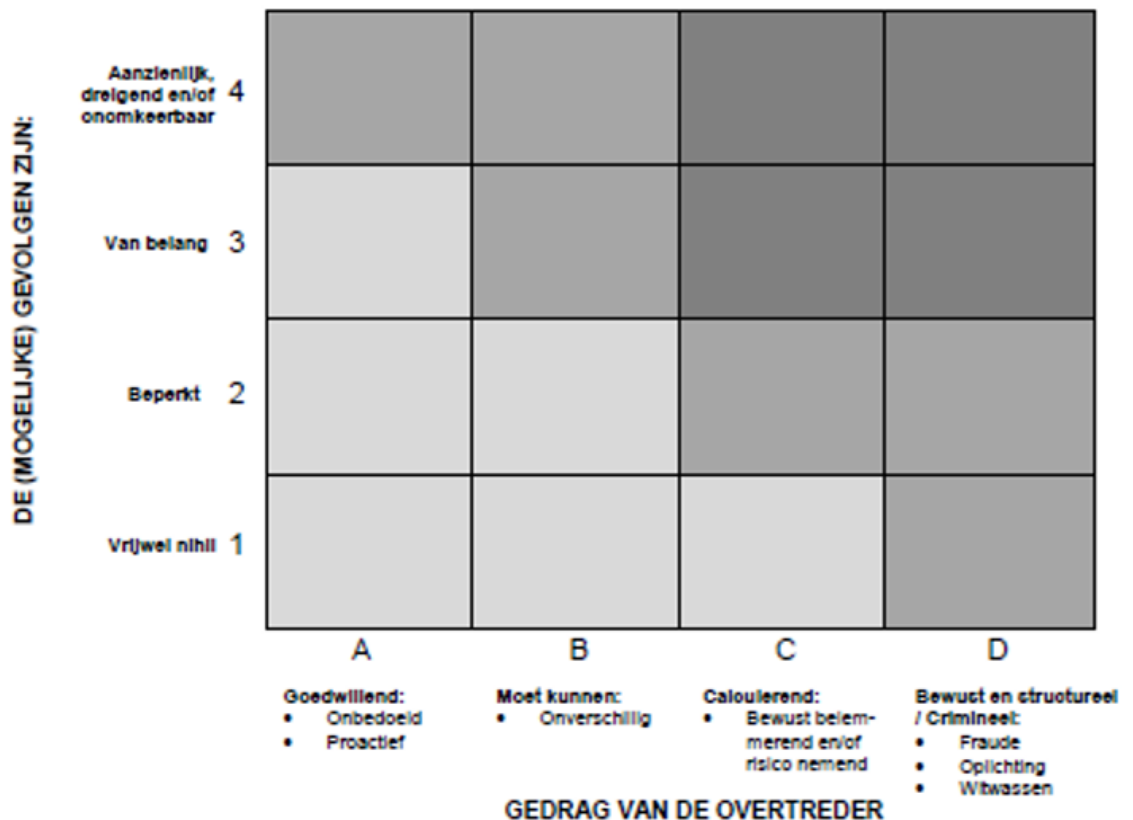 DE (MOGELIJKE) GEVOLGEN ZIJN:
Aanzienlijk,
dreigend en/of
onomkeerbaar
4
Van belang 3
Beperkt 2
Vrijwel nihil 1
A B C D
Goedwillend:
• Onbedoeld
• Proactief
Moet kunnen:
• Onverschillig
Calculerend:
• Bewust belem-
merend en/of
risico nemend
Bewust en structureel
/ Crimineel:
• Fraude
• Oplichting
• Witwassen
GEDRAG VAN DE OVERTREDER